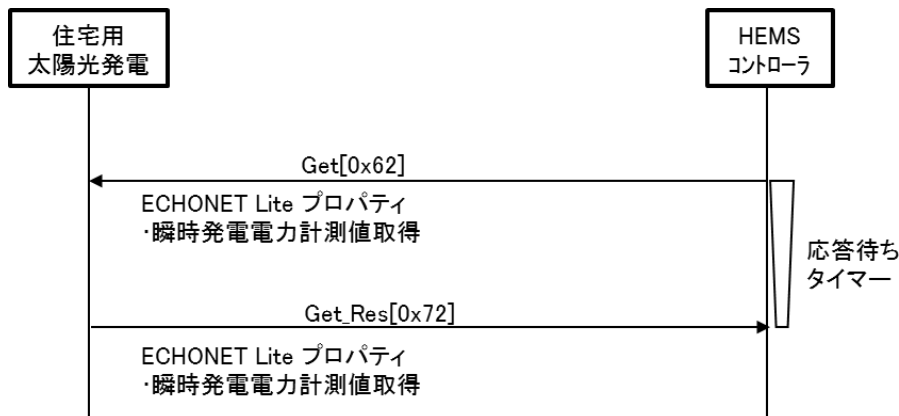 住宅用
太陽光発電
HEMS
コントローラ
Get[0x62]
ECHONET Lite プロパティ
・瞬時発電電力計測値取得
応答待ち
タイマー
Get_Res[0x72]
ECHONET Lite プロパティ
・瞬時発電電力計測値取得